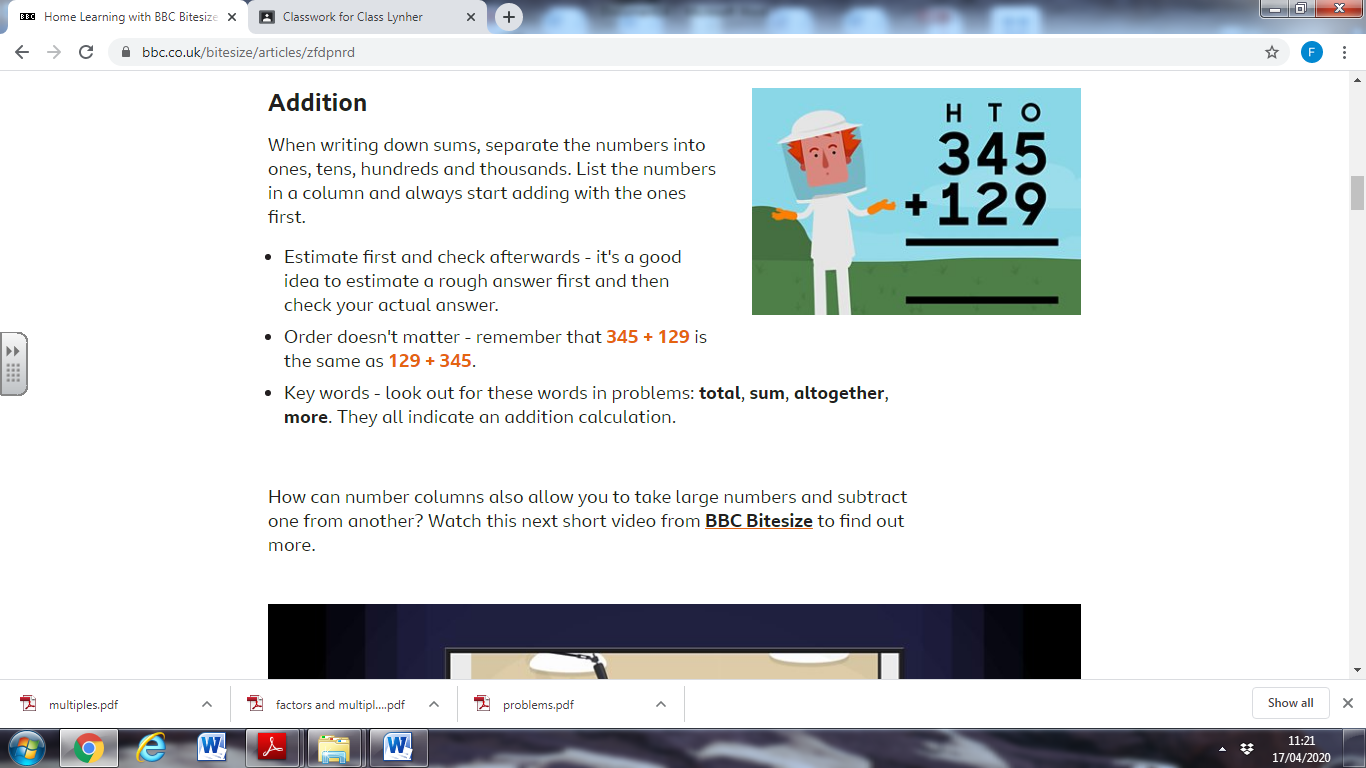 BBC Home Learning with BBC Bitesize
Classwork for Class Lynher
bbc.co.uk/bitesize/articles/zfdpnrd
F
Addition
When writing down sums, separate the numbers into
ones, tens, hundreds and thousands. List the numbers
in a column and always start adding with the ones
first.
• Estimate first and check afterwards - it's a good
idea to estimate a rough answer first and then
check your actual answer.
• Order doesn't matter - remember that 345 + 129 is
the same as 129 + 345.
• Key words - look out for these words in problems: total, sum, altogether,
more. They all indicate an addition calculation.
H T O
345
+129
How can number columns also allow you to take large numbers and subtract
one from another? Watch this next short video from BBC Bitesize to find out
more.
multiples.pdf
factors and multipl....pdf
problems.pdf
Show all
11:21
17/04/2020